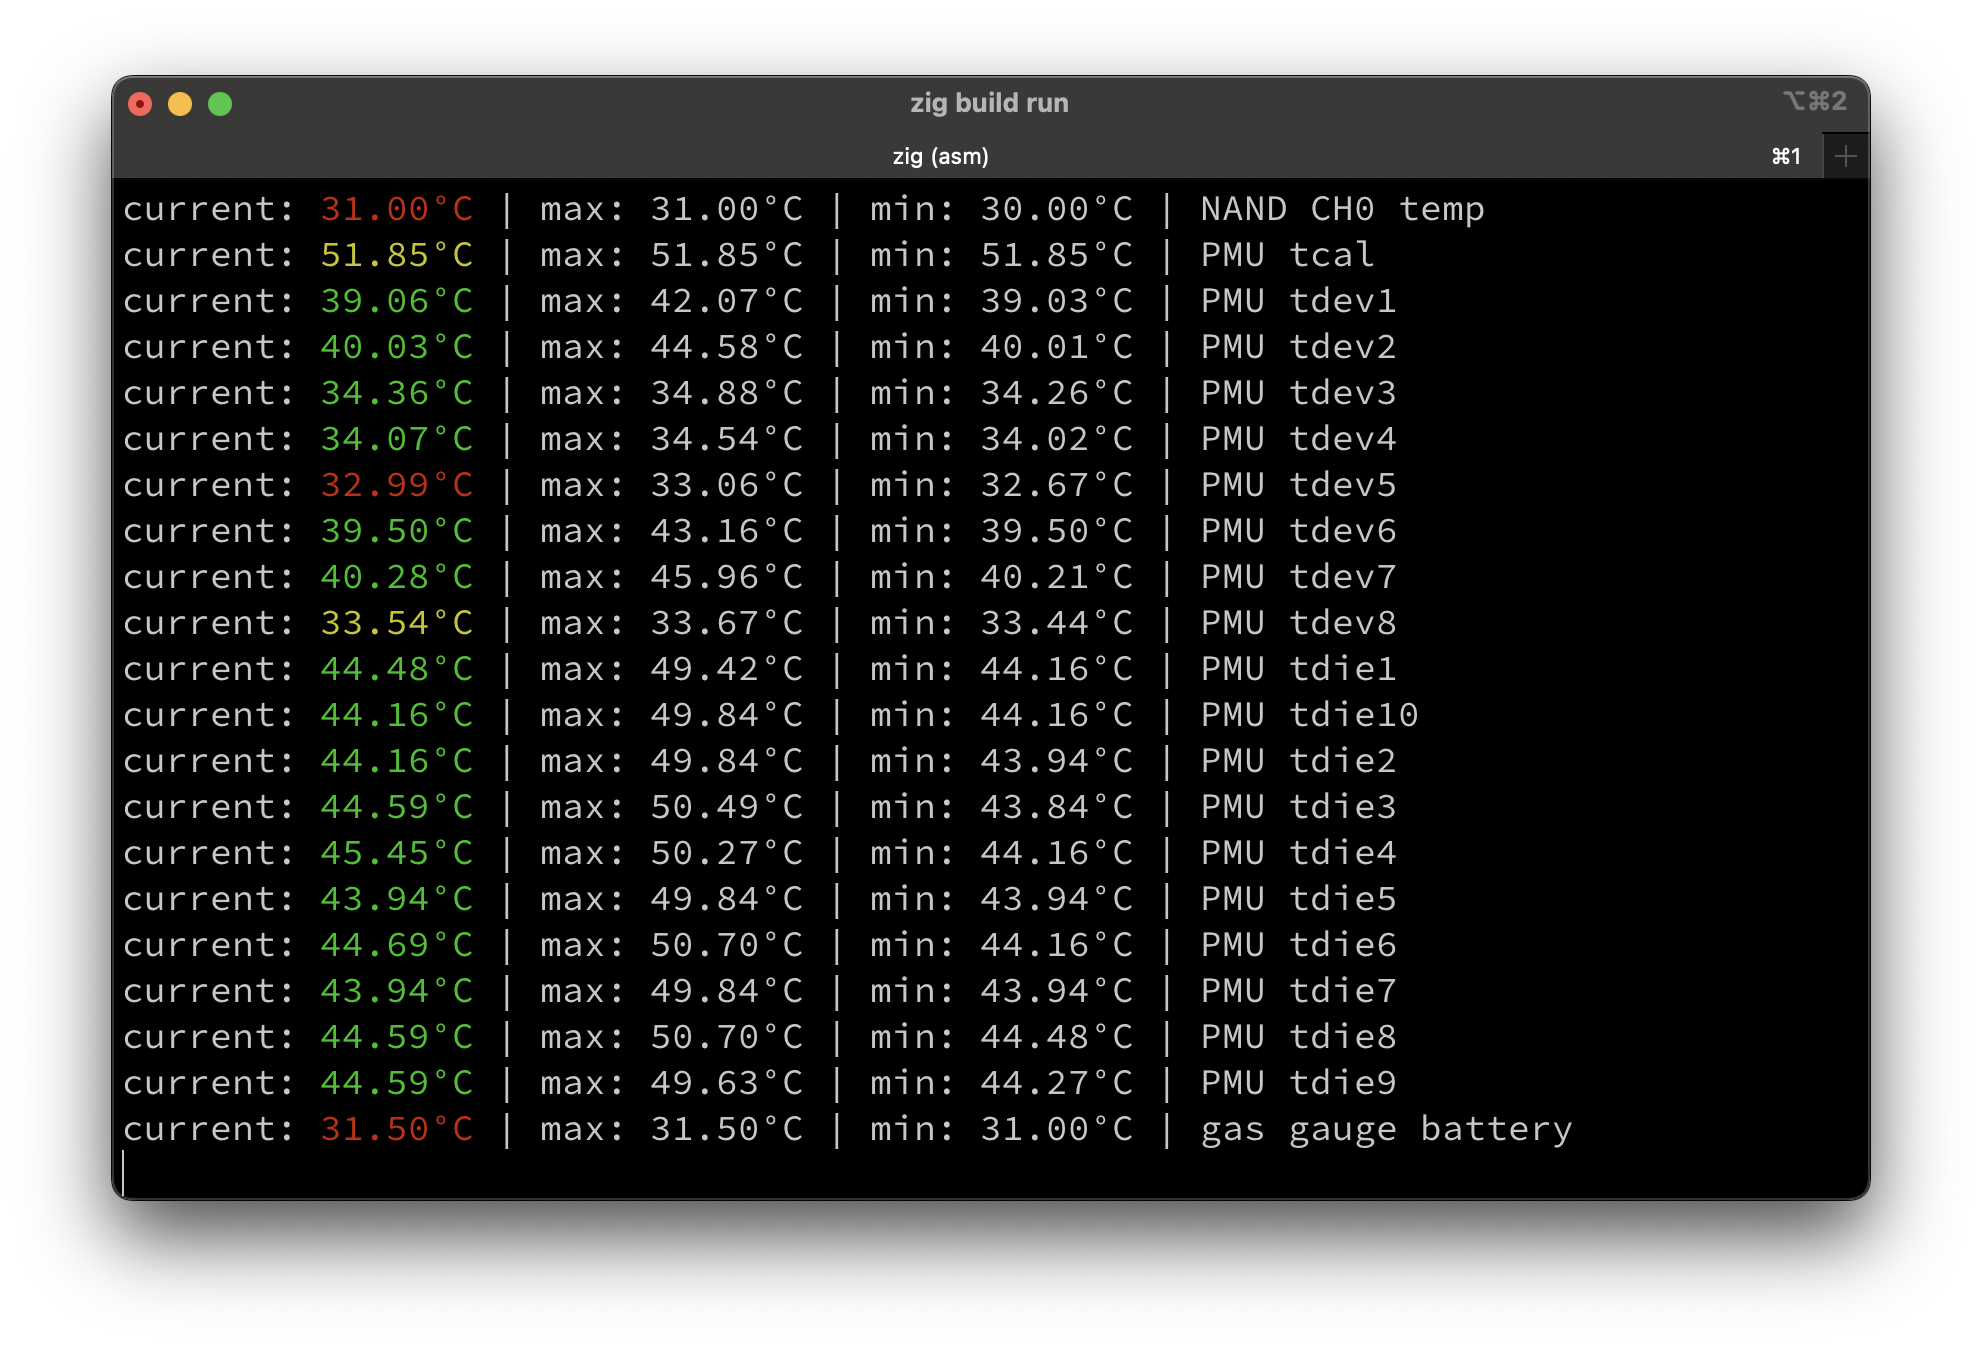 zig build run
⌥⌘2
zig (asm)
⌘1
current: 31.00°C | max: 31.00°C | min: 30.00°C | NAND CH0 temp
current: 51.85°C | max: 51.85°C | min: 51.85°C | PMU tcal
current: 39.06°C | max: 42.07°C | min: 39.03°C | PMU tdev1
current: 40.03°C | max: 44.58°C | min: 40.01°C | PMU tdev2
current: 34.36°C | max: 34.88°C | min: 34.26°C | PMU tdev3
current: 34.07°C | max: 34.54°C | min: 34.02°C | PMU tdev4
current: 32.99°C | max: 33.06°C | min: 32.67°C | PMU tdev5
current: 39.50°C | max: 43.16°C | min: 39.50°C | PMU tdev6
current: 40.28°C | max: 45.96°C | min: 40.21°C | PMU tdev7
current: 33.54°C | max: 33.67°C | min: 33.44°C | PMU tdev8
current: 44.48°C | max: 49.42°C | min: 44.16°C | PMU tdie1
current: 44.16°C | max: 49.84°C | min: 44.16°C | PMU tdie10
current: 44.16°C | max: 49.84°C | min: 43.94°C | PMU tdie2
current: 44.59°C | max: 50.49°C | min: 43.84°C | PMU tdie3
current: 45.45°C | max: 50.27°C | min: 44.16°C | PMU tdie4
current: 43.94°C | max: 49.84°C | min: 43.94°C | PMU tdie5
current: 44.69°C | max: 50.70°C | min: 44.16°C | PMU tdie6
current: 43.94°C | max: 49.84°C | min: 43.94°C | PMU tdie7
current: 44.59°C | max: 50.70°C | min: 44.48°C | PMU tdie8
current: 44.59°C | max: 49.63°C | min: 44.27°C | PMU tdie9
current: 31.50°C | max: 31.50°C | min: 31.00°C | gas gauge battery